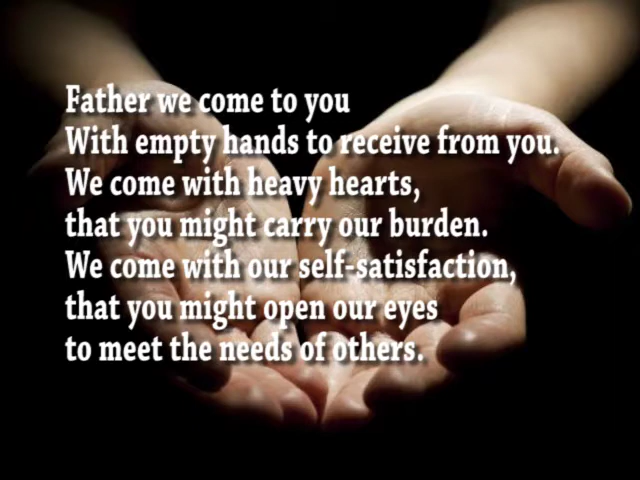 Father we come to you
With empty hands to receive from you.
We come with heavy hearts,
that you might carry our burden.
We come with our self-satisfaction,
that you might open our eyes
to meet the needs of others.